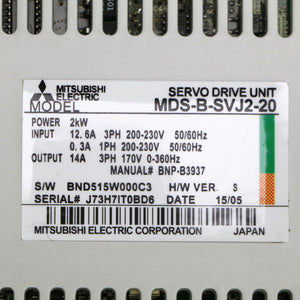 MITSUBISHI
ELECTRIC
SERVO DRIVE UNIT
MODEL MDS-B-SVJ2-20
POWER 2kW
INPUT 12.6A 3PH 200-230V 50/60Hz
0.3A 1PH 200-230V 50/60Hz
OUTPUT 14A 3PH 170V 0-360Hz
MANUAL# BNP-B3937
S/W BND515W000C3 H/W VER. S
SERIAL# J73H7IT0BD6 DATE 15/05
MITSUBISHI ELECTRIC CORPORATION JAPAN